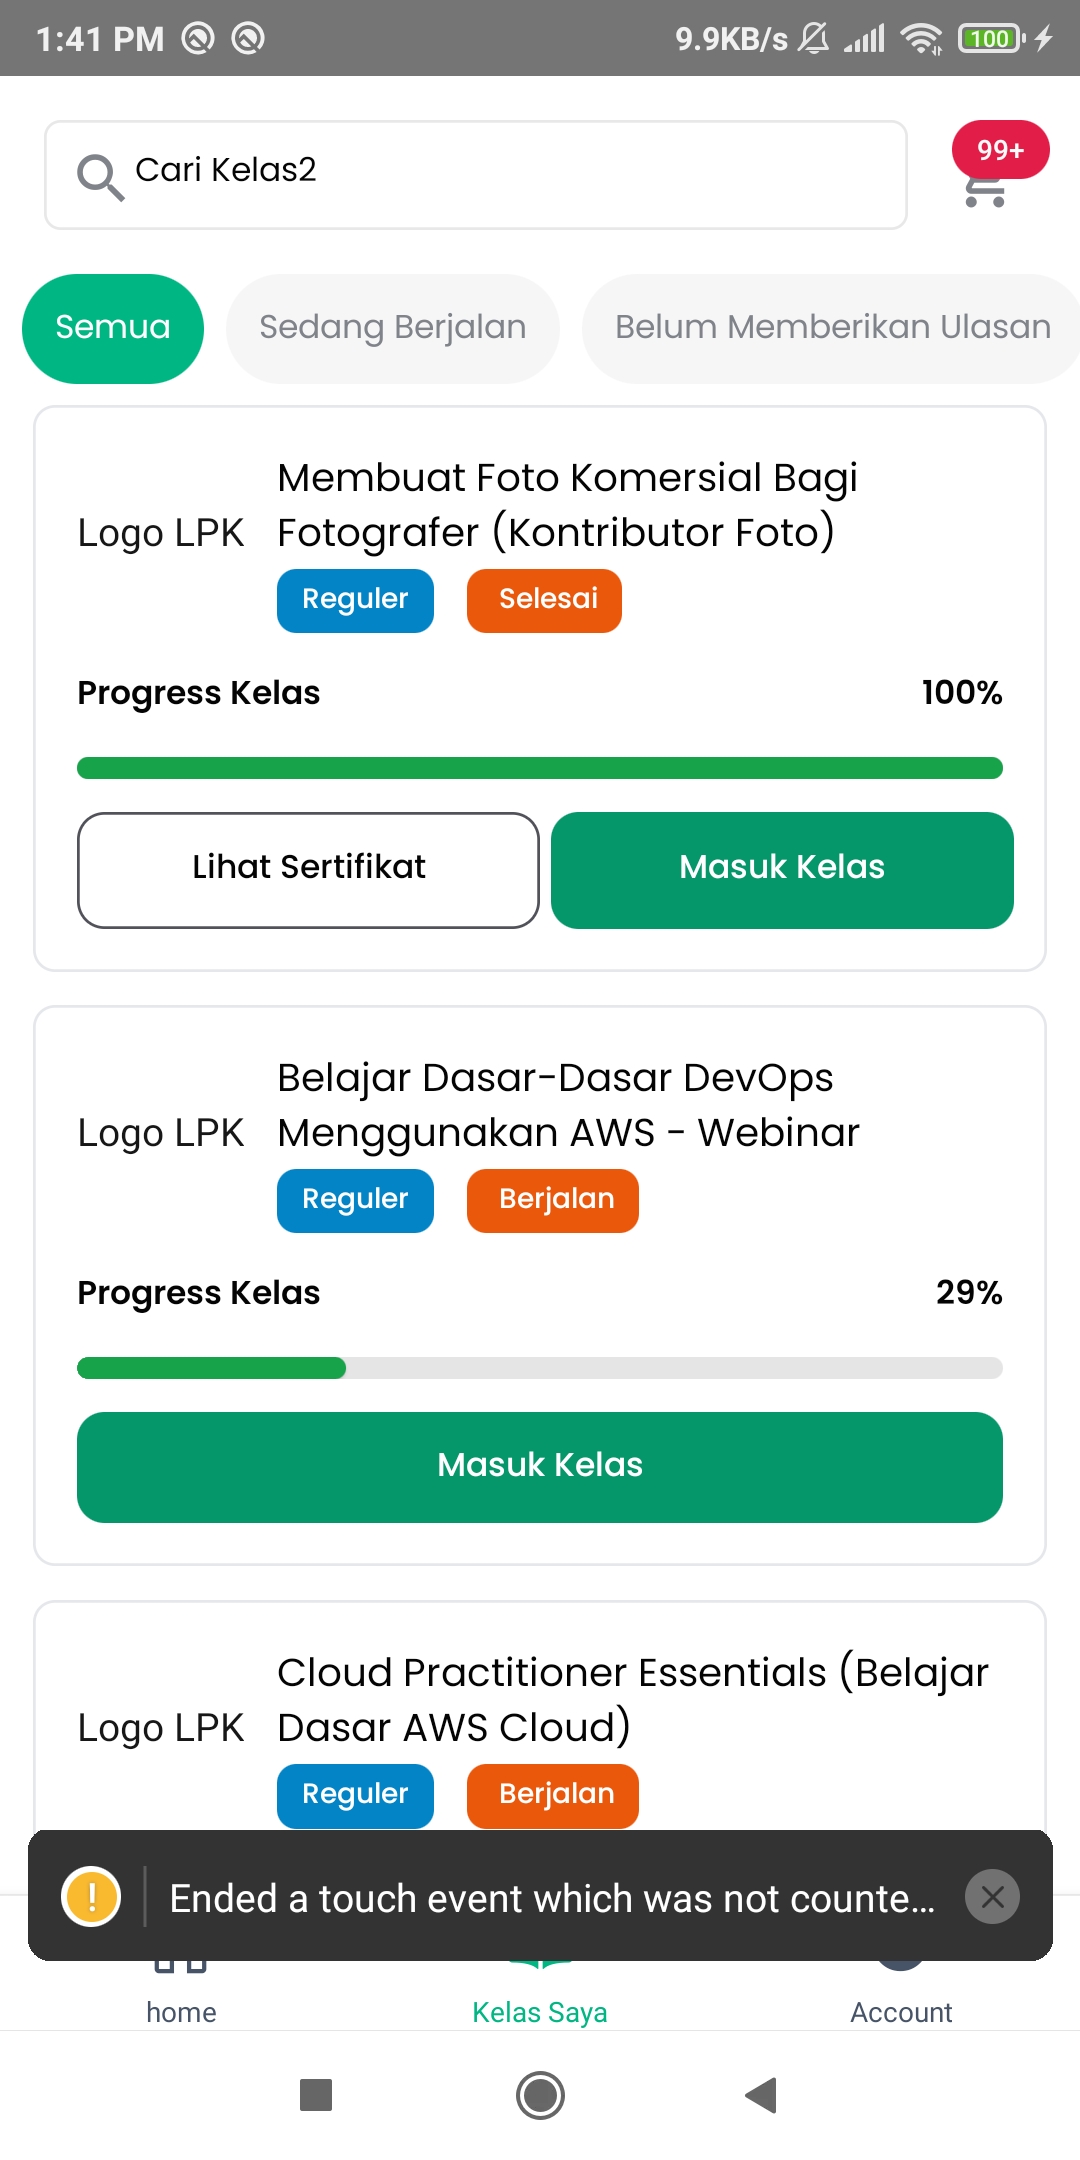 1:41 PM 9.9KB/s 100
Cari Kelas2
99+
Semua Sedang Berjalan Belum Memberikan Ulasan
Membuat Foto Komersial Bagi
Logo LPK Fotografer (Kontributor Foto)
Reguler Selesai
Progress Kelas 100%
Lihat Sertifikat Masuk Kelas
Belajar Dasar-Dasar DevOps
Logo LPK Menggunakan AWS - Webinar
Reguler Berjalan
Progress Kelas 29%
Masuk Kelas
Cloud Practitioner Essentials (Belajar
Logo LPK Dasar AWS Cloud)
Reguler Berjalan
! Ended a touch event which was not counte...
home Kelas Saya Account